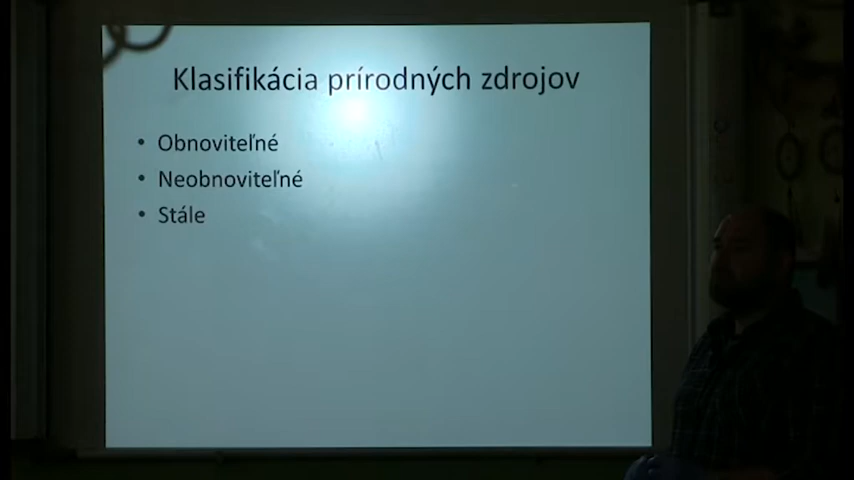 Klasifikácia prírodných zdrojov
• Obnoviteľné
• Neobnoviteľné
• Stále